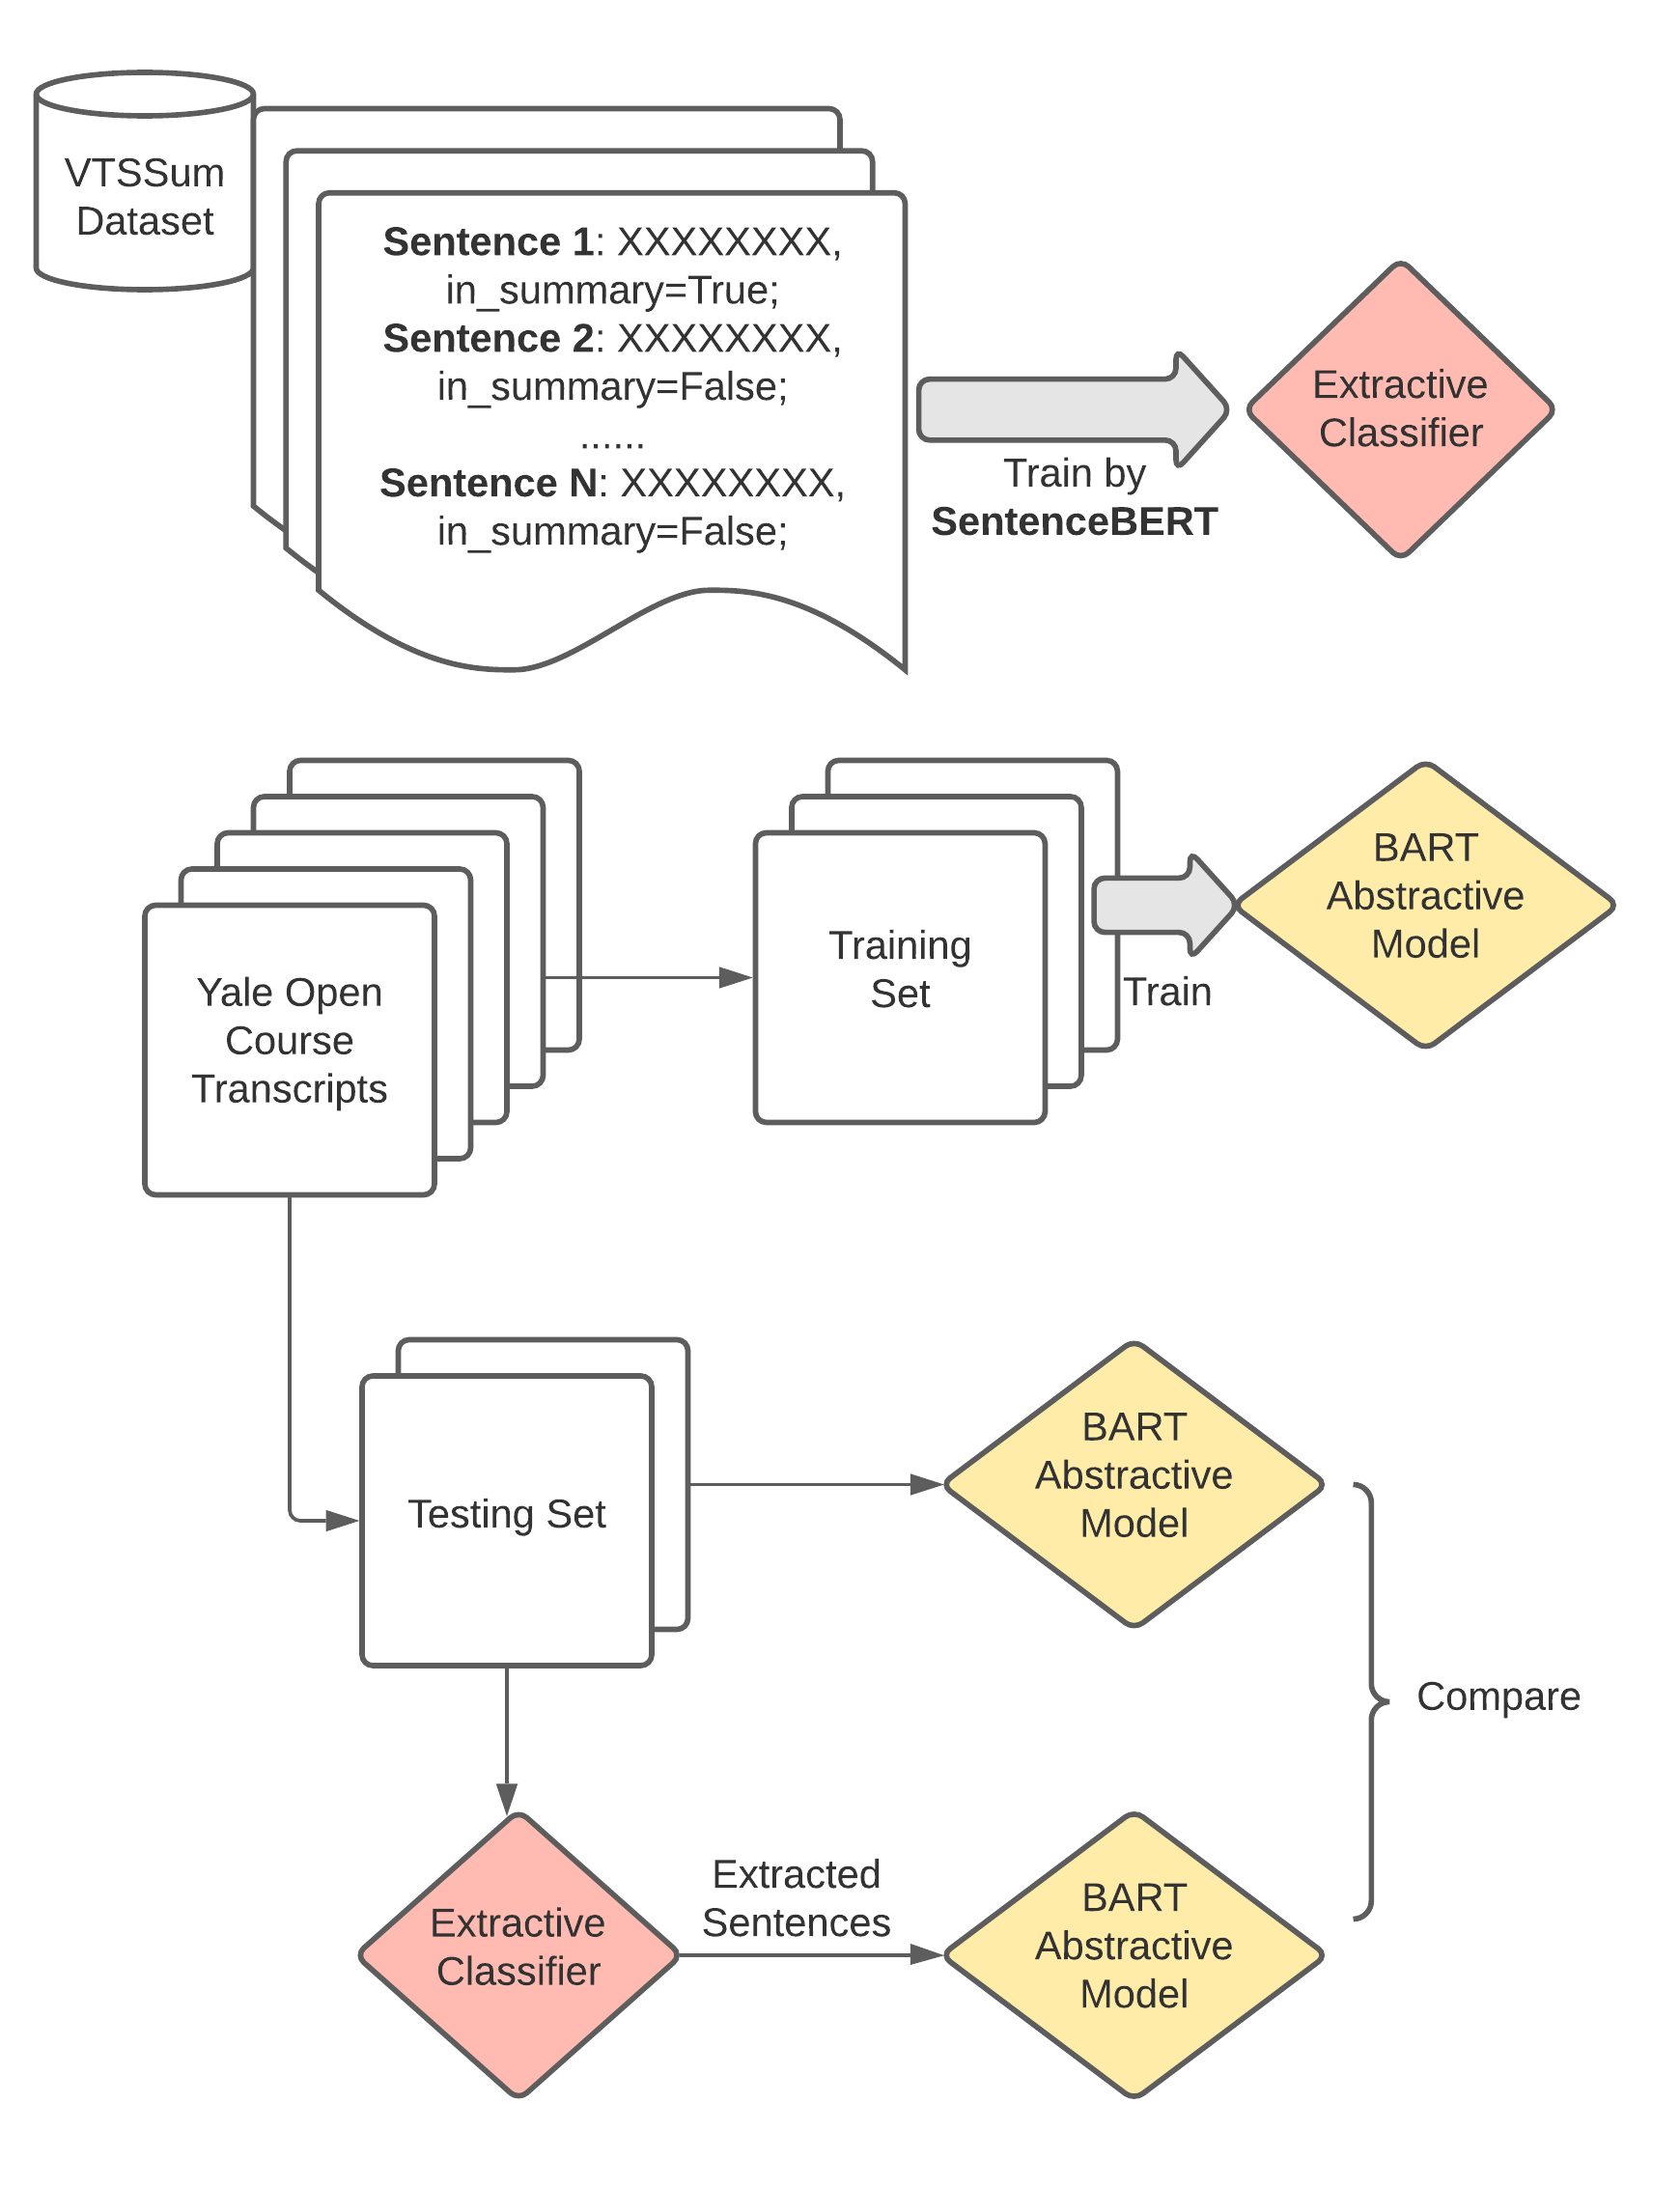 VTSSum
Dataset
Sentence 1: XXXXXXXX,
in_summary=True;
Sentence 2: XXXXXXXX,
in_summary=False;
......
Sentence N: XXXXXXXX,
in_summary=False;
Train by
SentenceBERT
Extractive
Classifier
Yale Open
Course
Transcripts
Training
Set
Train
BART
Abstractive
Model
Testing Set
BART
Abstractive
Model
Compare
Extractive
Classifier
Extracted
Sentences
BART
Abstractive
Model